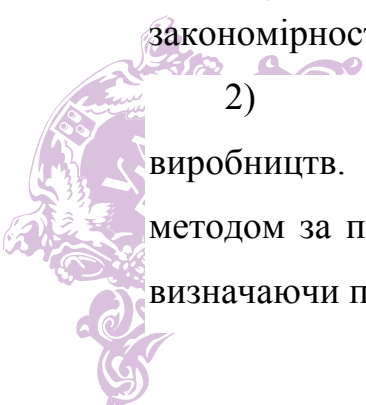 закономірност
2)
виробництв.
методом за п
визначаючи п